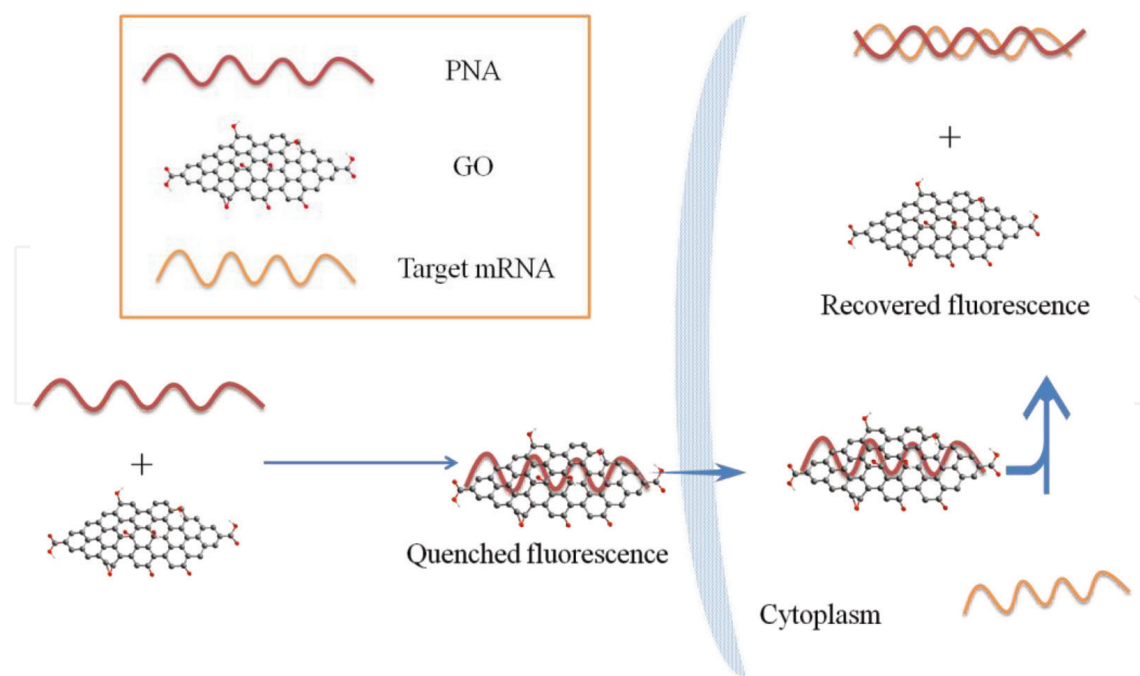 PNA
GO
Target mRNA
+
Recovered fluorescence
+
Quenched fluorescence
Cytoplasm